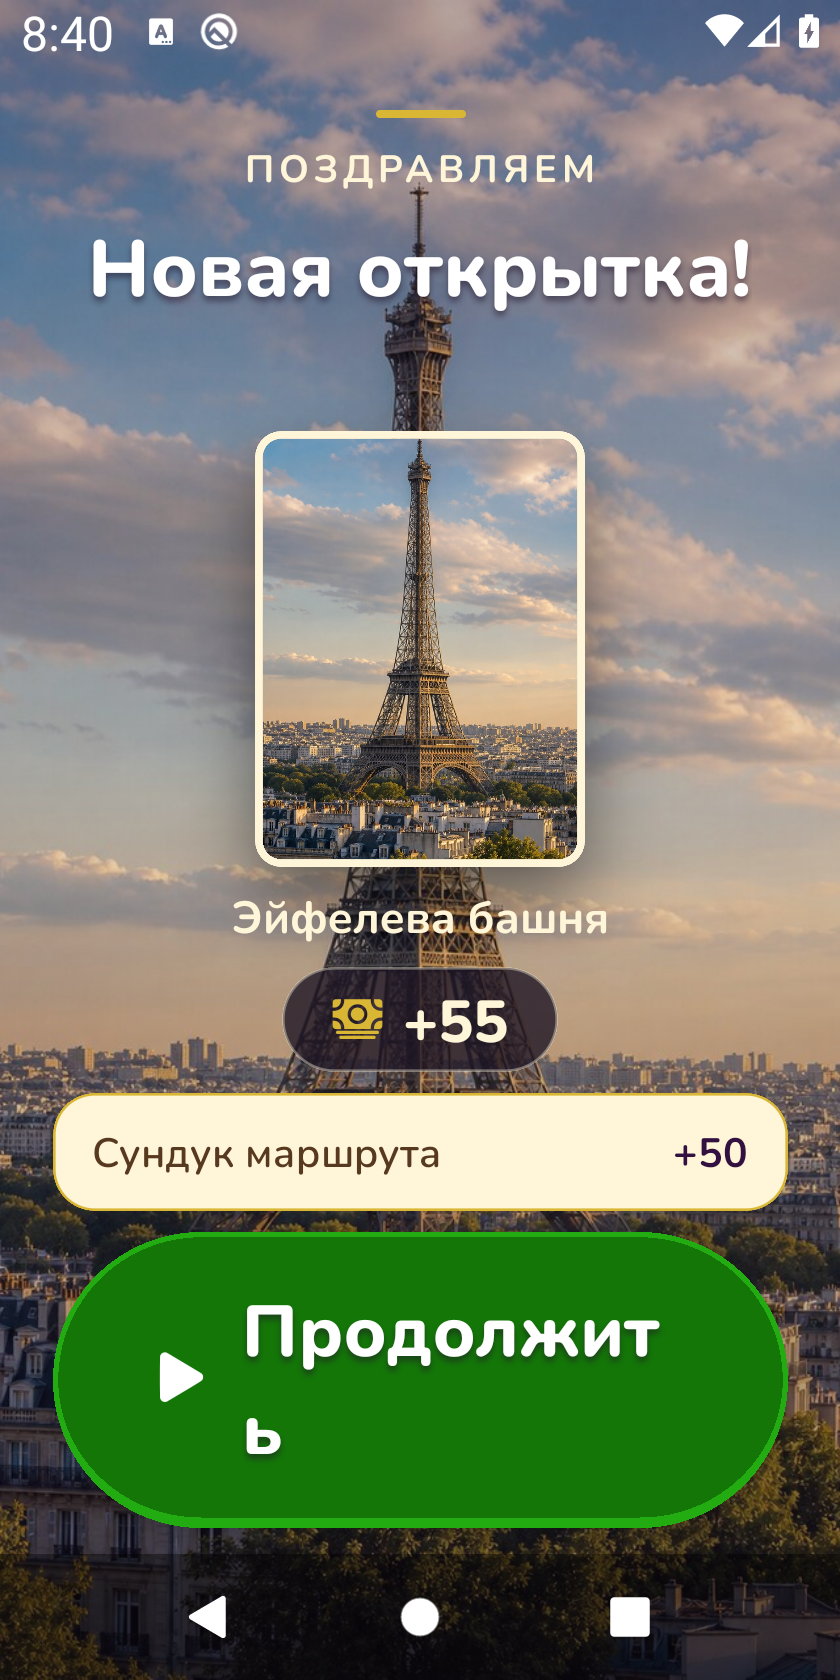 8:40
ПОЗДРАВЛЯЕМ
Новая открытка!
Эйфелева башня
+55
Сундук маршрута +50
Продолжит
ь